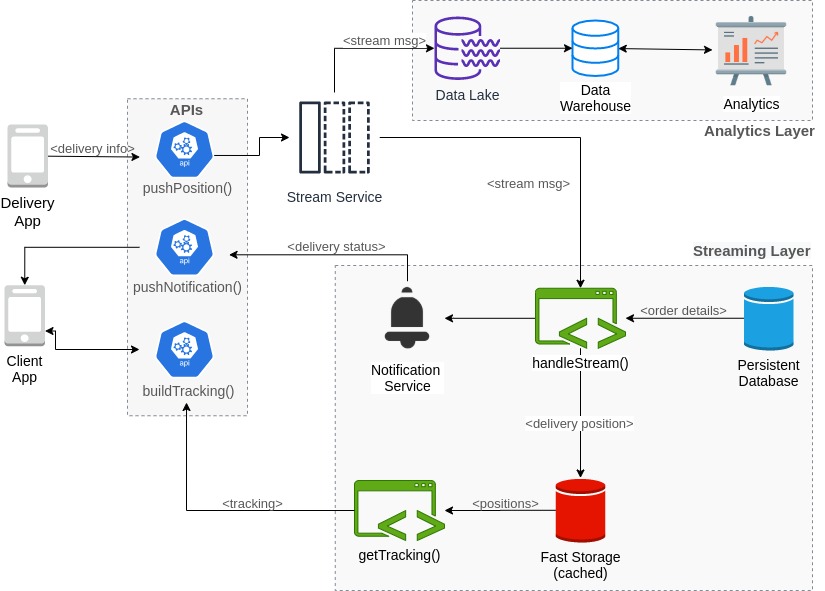 <stream msg>
Data Lake
Data
Warehouse
Analytics
Analytics Layer
APIs
<delivery info>
api
pushPosition()
Delivery
App
Stream Service
<stream msg>
api
pushNotification()
<delivery status>
Streaming Layer
Client
App
api
buildTracking()
Notification
Service
handleStream()
<order details>
Persistent
Database
<delivery position>
<tracking>
getTracking()
<positions>
Fast Storage
(cached)